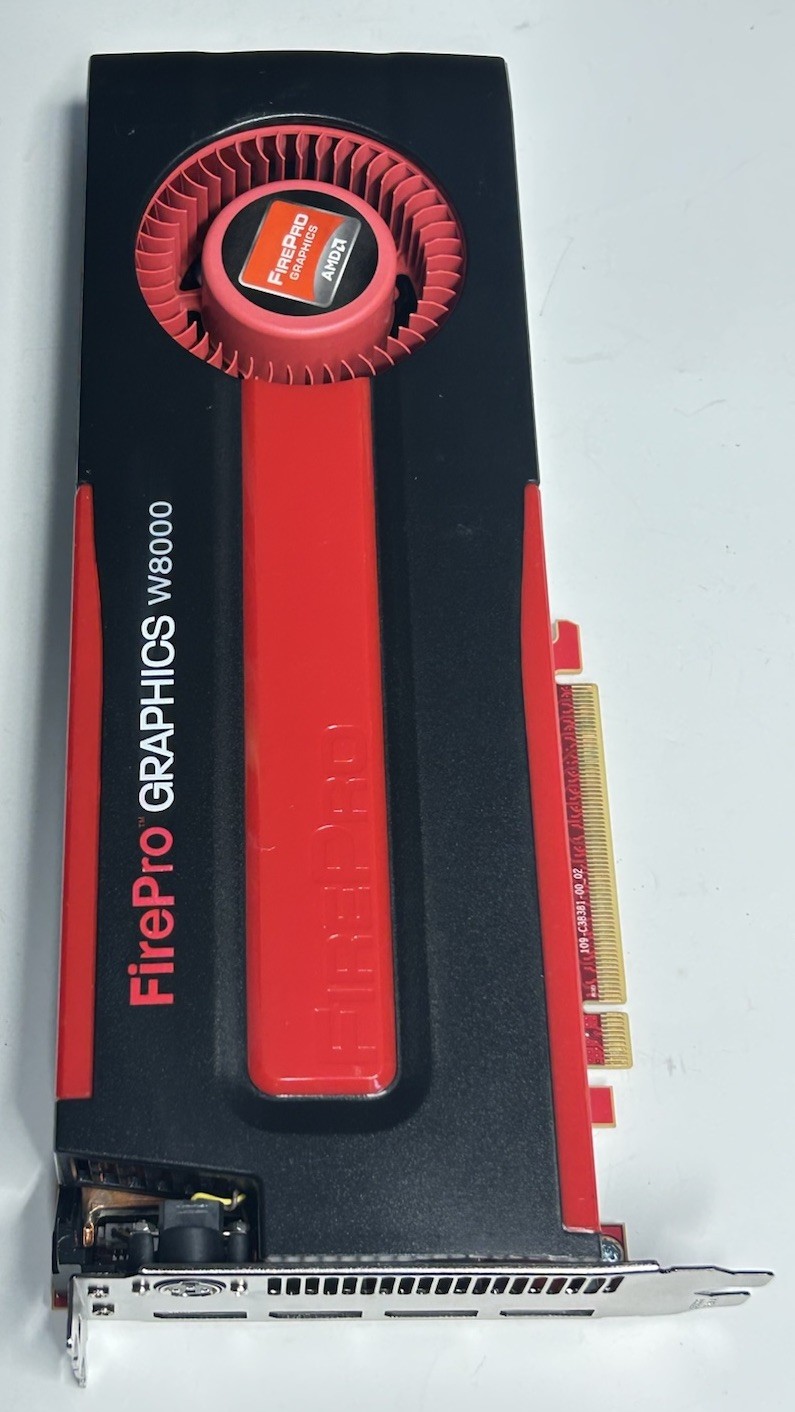 FIREPRO
GRAPHICS
AMD
FirePro™ GRAPHICS W8000
FIREPRO
109-C38381-00_02